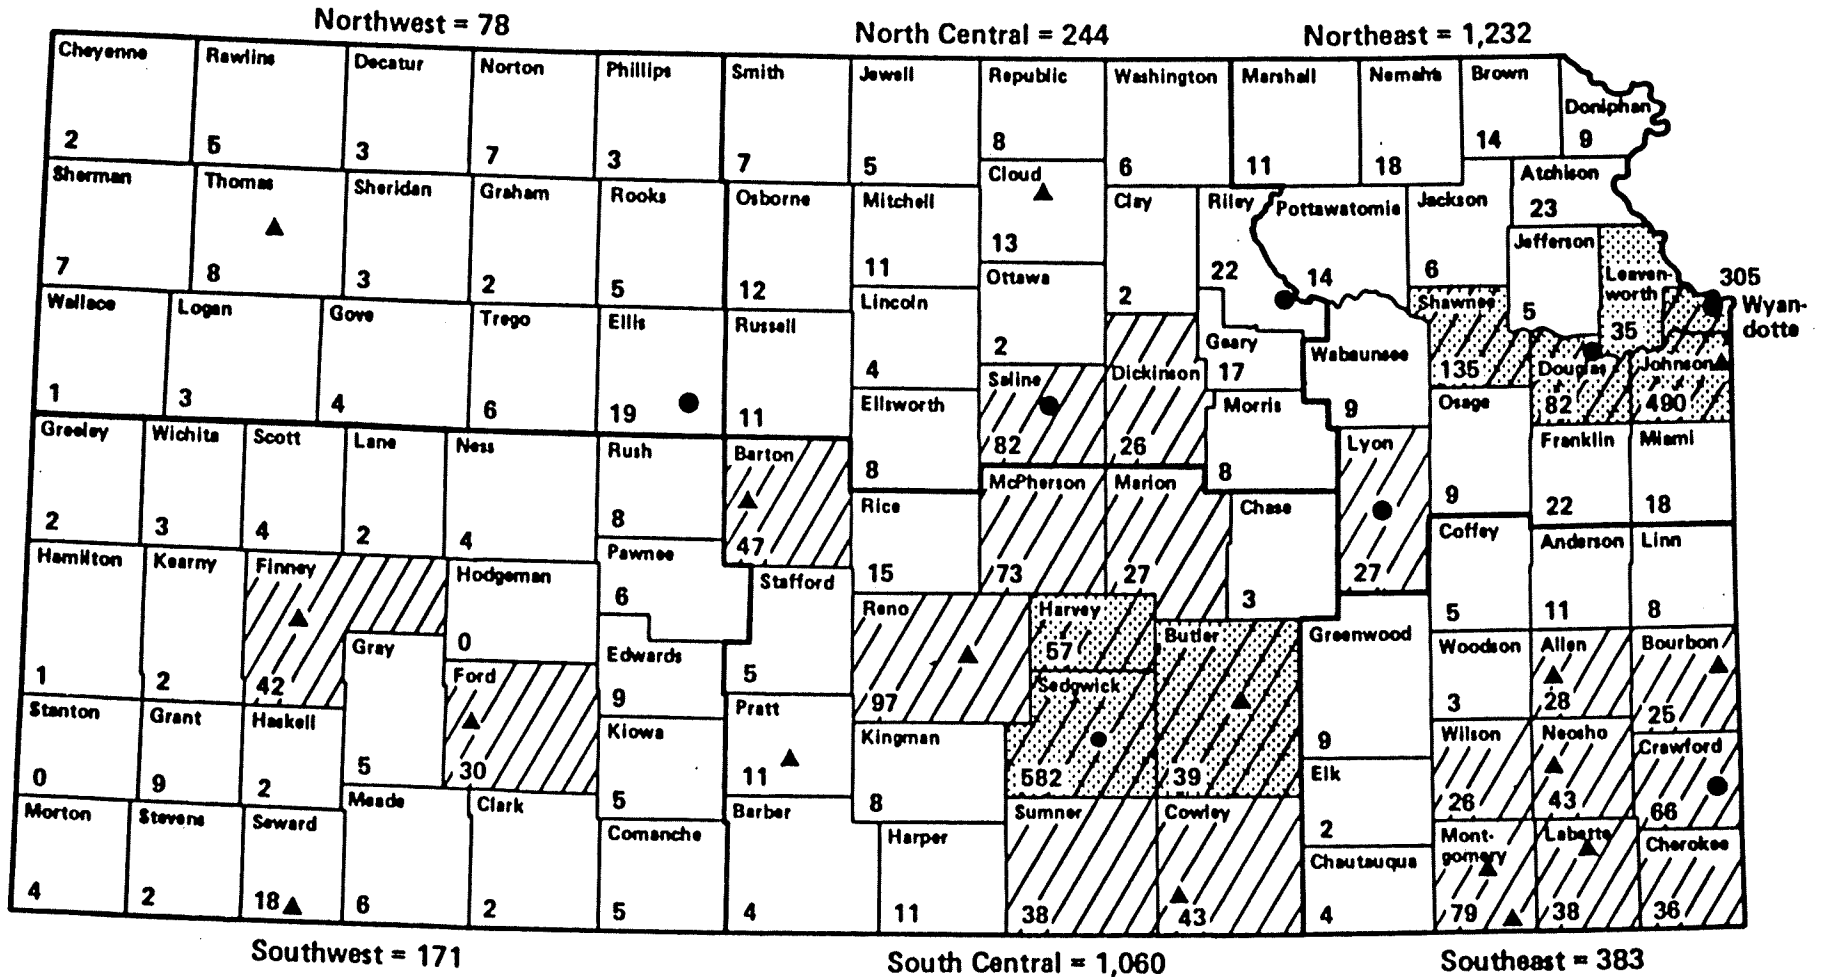 Northwest = 78
North Central = 244
Northeast = 1,232
Cheyenne
2
Rawlins
5
Decatur
3
Norton
7
Phillips
3
Smith
7
Jewell
5
Republic
8
Washington
6
Marshall
11
Nemaha
18
Brown
14
Doniphan
9
Sherman
7
Thomas
8
Sheridan
3
Graham
2
Rooks
5
Osborne
12
Mitchell
11
Cloud
13
Clay
2
Riley
22
Pottawatomie
14
Jackson
6
Atchison
23
Jefferson
5
Leaven-
worth
35
305
Wyan-
dotte
Wallace
1
Logan
3
Gove
4
Trego
6
Ellis
19
Russell
11
Lincoln
4
Ottawa
2
Saline
82
Dickinson
26
Geary
17
Wabaunsee
9
Shawnee
135
Douglas
82
Johnson
490
Greeley
2
Wichita
3
Scott
4
Lane
2
Ness
4
Rush
8
Barton
47
Ellsworth
8
Rice
15
McPherson
73
Marion
27
Morris
8
Chase
3
Lyon
27
Osage
9
Franklin
22
Miami
18
Hamilton
1
Kearny
2
Finney
42
Hodgeman
0
Pawnee
6
Stafford
5
Reno
97
Harvey
57
Butler
39
Greenwood
9
Coffey
5
Anderson
11
Linn
8
Gray
5
Ford
30
Edwards
9
Sedgwick
582
Woodson
3
Allen
28
Bourbon
25
Stanton
0
Grant
9
Haskell
2
Kiowa
5
Pratt
11
Kingman
8
Elk
2
Wilson
26
Neosho
43
Crawford
66
Morton
4
Stevens
2
Seward
18
Meade
6
Clark
2
Comanche
5
Barber
4
Harper
11
Sumner
38
Cowley
43
Chautauqua
4
Mont-
gomery
79
Labette
38
Cherokee
36
Southwest = 171
South Central = 1,060
Southeast = 383